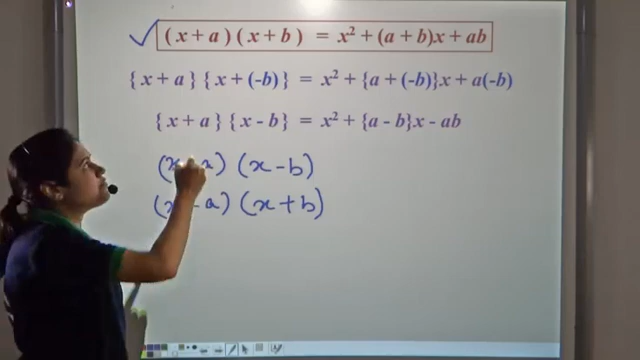 ✓ (x + a) (x + b) = x² + (a + b)x + ab
{x + a} {x + (-b)} = x² + {a + (-b)}x + a(-b)
{x + a} {x - b} = x² + {a - b}x - ab
(x a) (x - b)
(x - a) (x + b)